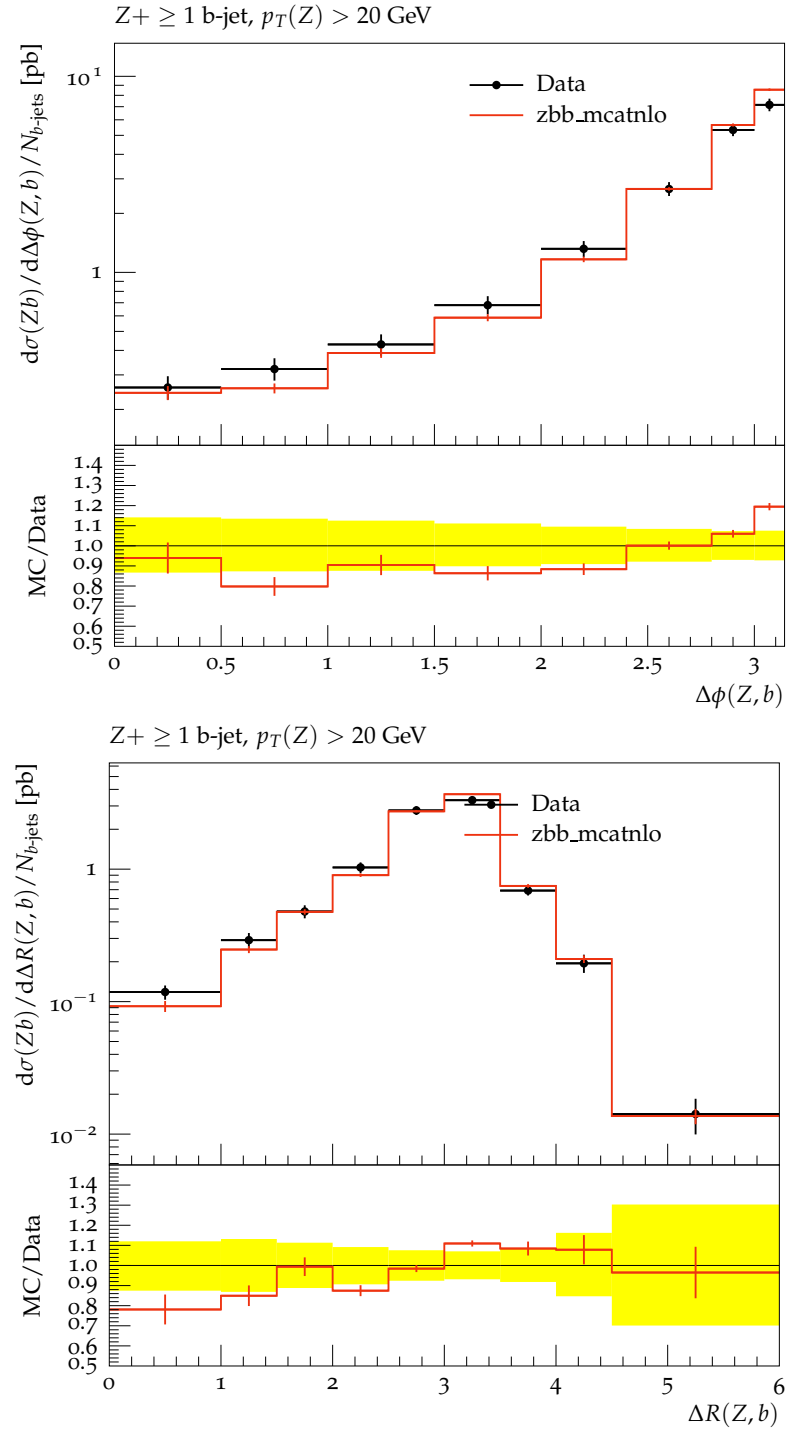 Z+ ≥ 1 b-jet, p_T(Z) > 20 GeV
dσ(Zb)/dΔϕ(Z, b)/N_{b-jets} [pb]
10^1
1
Data
zbb_mcatnlo
MC/Data
1.4
1.3
1.2
1.1
1.0
0.9
0.8
0.7
0.6
0.5
0 0.5 1 1.5 2 2.5 3
Δϕ(Z, b)
Z+ ≥ 1 b-jet, p_T(Z) > 20 GeV
dσ(Zb)/dΔR(Z, b)/N_{b-jets} [pb]
1
10^{−1}
10^{−2}
Data
zbb_mcatnlo
MC/Data
1.4
1.3
1.2
1.1
1.0
0.9
0.8
0.7
0.6
0.5
0 1 2 3 4 5 6
ΔR(Z, b)